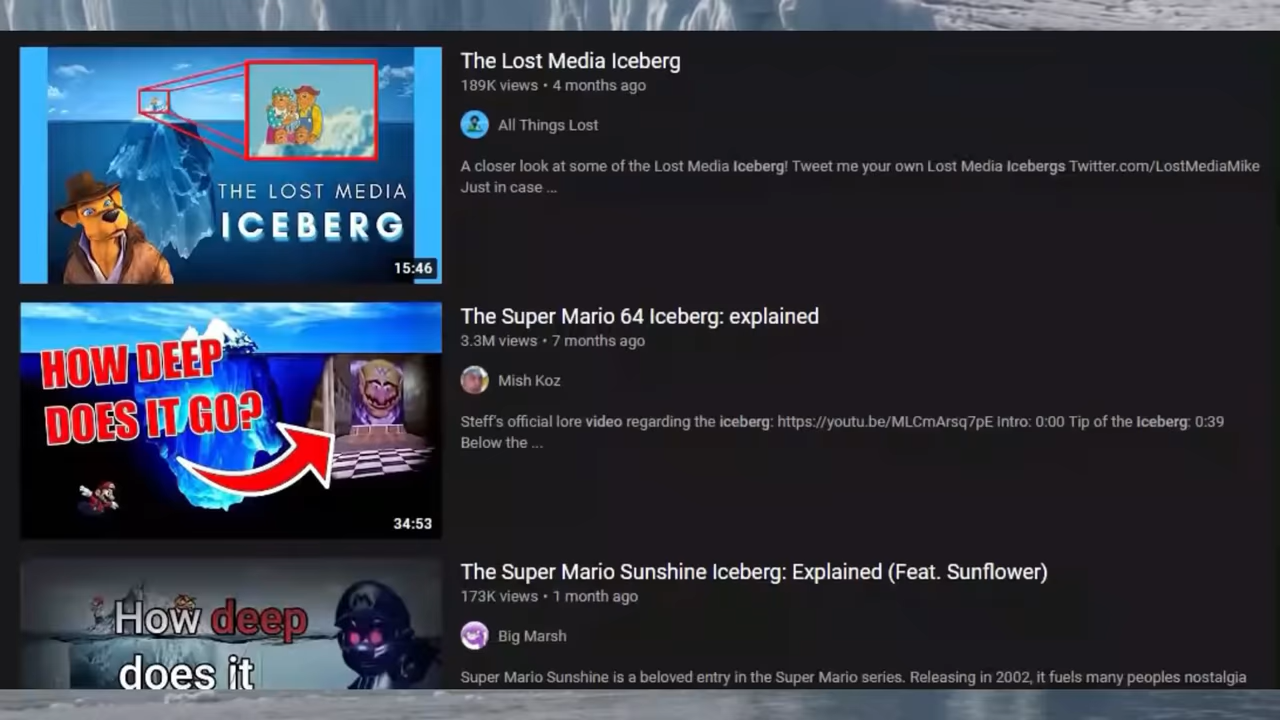 THE LOST MEDIA
ICEBERG
15:46
The Lost Media Iceberg
189K views • 4 months ago
All Things Lost
A closer look at some of the Lost Media Iceberg! Tweet me your own Lost Media Icebergs Twitter.com/LostMediaMike
Just in case ...
HOW DEEP
DOES IT GO?
34:53
The Super Mario 64 Iceberg: explained
3.3M views • 7 months ago
Mish Koz
Steff's official lore video regarding the iceberg: https://youtu.be/MLCmArsq7pE Intro: 0:00 Tip of the Iceberg: 0:39
Below the ...
How deep
does it
The Super Mario Sunshine Iceberg: Explained (Feat. Sunflower)
173K views • 1 month ago
Big Marsh
Super Mario Sunshine is a beloved entry in the Super Mario series. Releasing in 2002, it fuels many peoples nostalgia